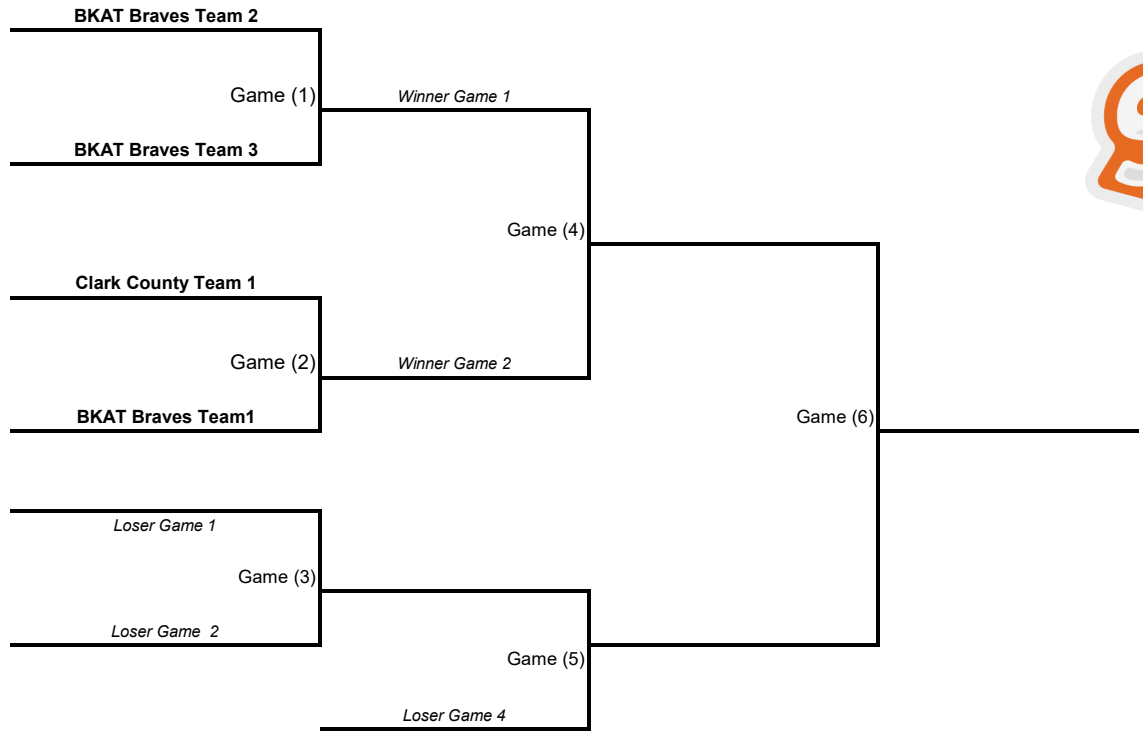 BKAT Braves Team 2
Game (1)
Winner Game 1
BKAT Braves Team 3
Game (4)
Clark County Team 1
Game (2)
Winner Game 2
BKAT Braves Team1
Game (6)
Loser Game 1
Game (3)
Loser Game  2
Game (5)
Loser Game 4